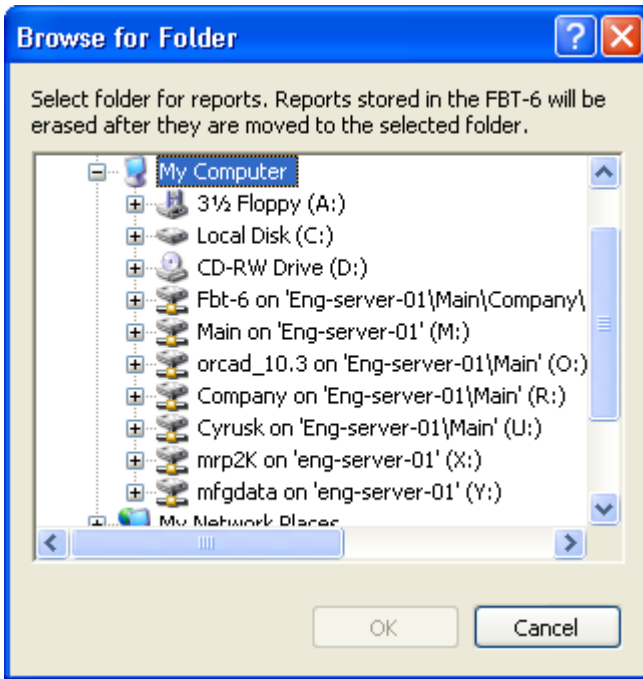 Browse for Folder
Select folder for reports. Reports stored in the FBT-6 will be
erased after they are moved to the selected folder.
My Computer
3½ Floppy (A:)
Local Disk (C:)
CD-RW Drive (D:)
Fbt-6 on 'Eng-server-01\Main\Company\
Main on 'Eng-server-01' (M:)
orcad_10.3 on 'Eng-server-01\Main' (O:)
Company on 'Eng-server-01\Main' (R:)
Cyrusk on 'Eng-server-01\Main' (U:)
mrp2K on 'eng-server-01' (X:)
mfgdata on 'eng-server-01' (Y:)
My Network Places
OK Cancel